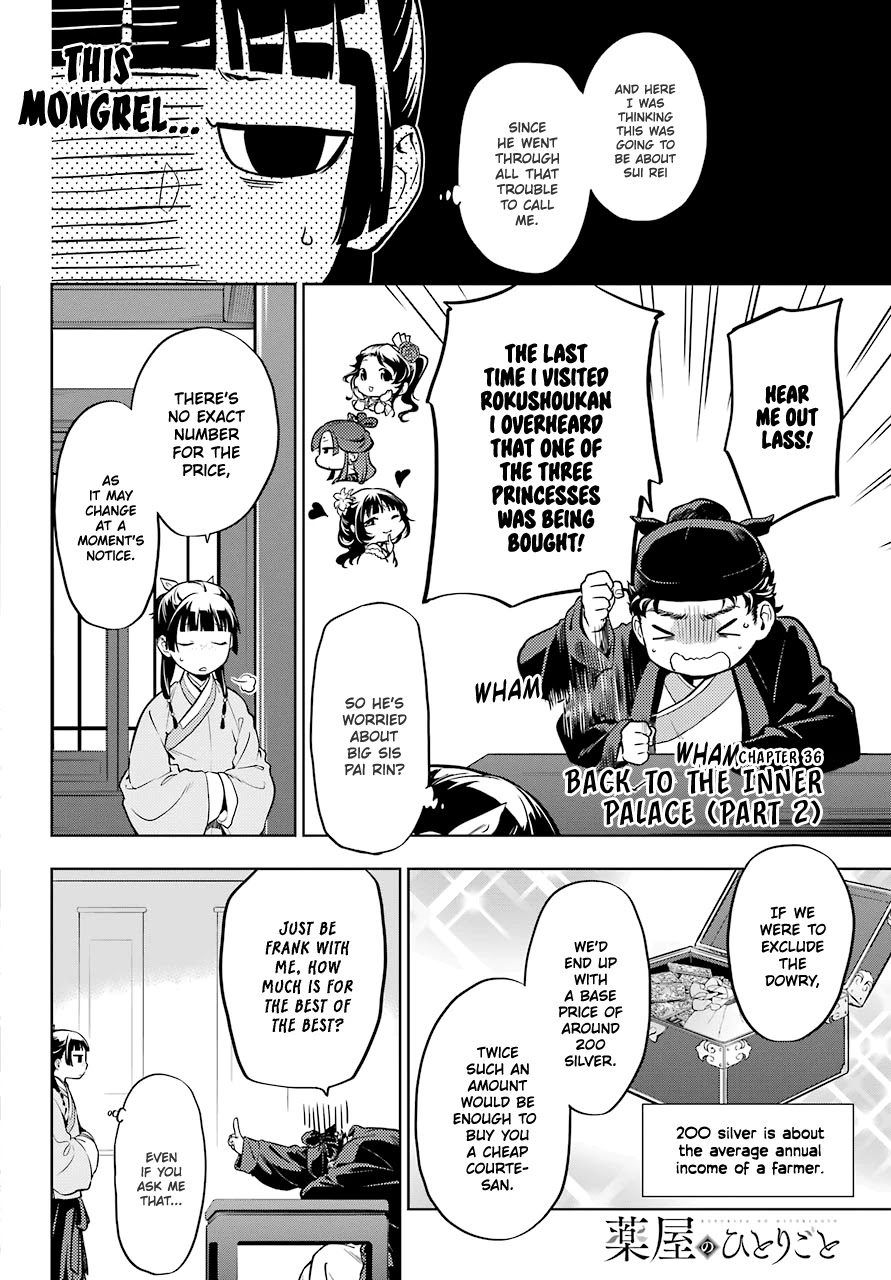 AND HERE
I WAS
THINKING
THIS WAS
GOING TO
BE ABOUT
SUI REI
SINCE
HE WENT
THROUGH
ALL THAT
TROUBLE
TO CALL
ME.
THIS
MONGREL...
HEAR
ME OUT
LASS!
THE LAST
TIME I VISITED
ROKUSHOUKAN
I OVERHEARD
THAT ONE OF
THE THREE
PRINCESSES
WAS BEING
BOUGHT!
WHAM
WHAM
SO HE'S
WORRIED
ABOUT
BIG SIS
PAI RIN?
CHAPTER 36
BACK TO THE INNER
PALACE (PART 2)
THERE'S
NO EXACT
NUMBER
FOR THE
PRICE,
AS
IT MAY
CHANGE
AT A
MOMENT'S
NOTICE.
IF WE
WERE TO
EXCLUDE
THE
DOWRY,
WE'D
END UP
WITH
A BASE
PRICE OF
AROUND
200
SILVER.
TWICE
SUCH AN
AMOUNT
WOULD BE
ENOUGH TO
BUY YOU
A CHEAP
COURTE-
SAN.
200 silver is about
the average annual
income of a farmer.
JUST BE
FRANK WITH
ME, HOW
MUCH IS FOR
THE BEST OF
THE BEST?
EVEN
IF YOU
ASK ME
THAT...
薬屋のひとりごと